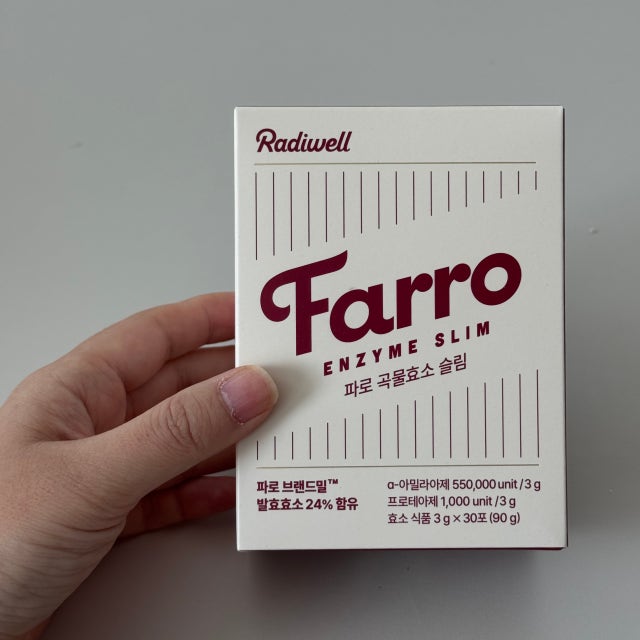 Radiwell
Farro
ENZYME SLIM
파로 곡물효소 슬림
파로 브랜드밀™
발효효소 24% 함유
α-아밀라아제 550,000 unit / 3 g
프로테아제 1,000 unit / 3 g
효소 식품 3 g × 30포 (90 g)